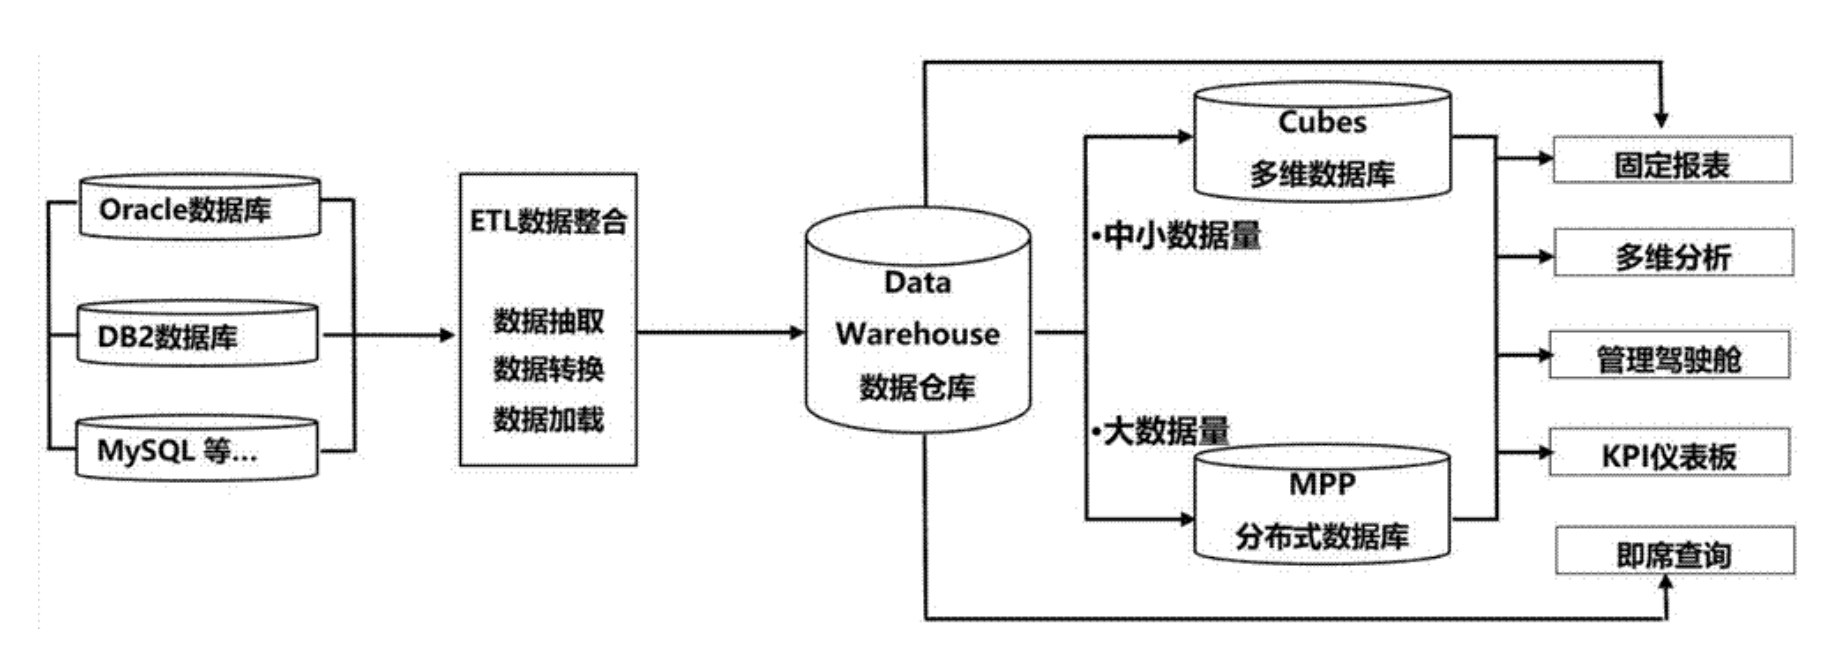 Oracle数据库
DB2数据库
MySQL 等...
ETL数据整合
数据抽取
数据转换
数据加载
Data
Warehouse
数据仓库
•中小数据量
•大数据量
Cubes
多维数据库
MPP
分布式数据库
固定报表
多维分析
管理驾驶舱
KPI仪表板
即席查询